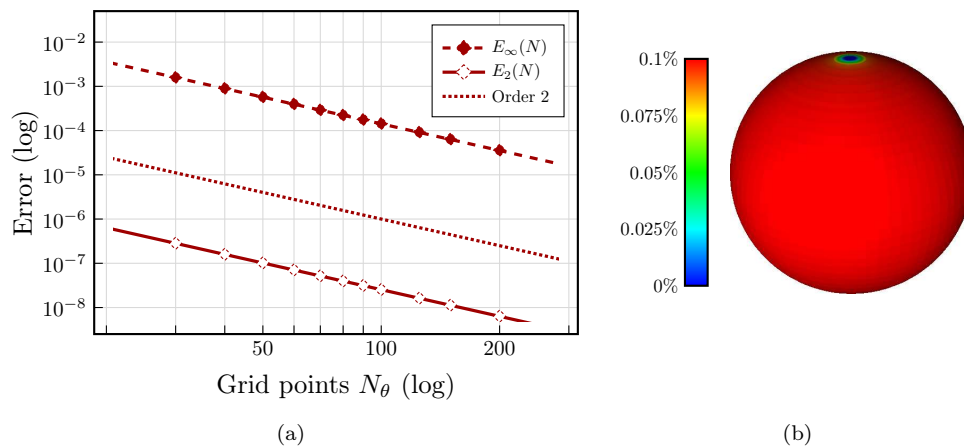 10⁻²
10⁻³
10⁻⁴
10⁻⁵
10⁻⁶
10⁻⁷
10⁻⁸
Error (log)
E∞(N)
E₂(N)
Order 2
50
100
200
Grid points Nθ (log)
(a)
0.1%
0.075%
0.05%
0.025%
0%
(b)